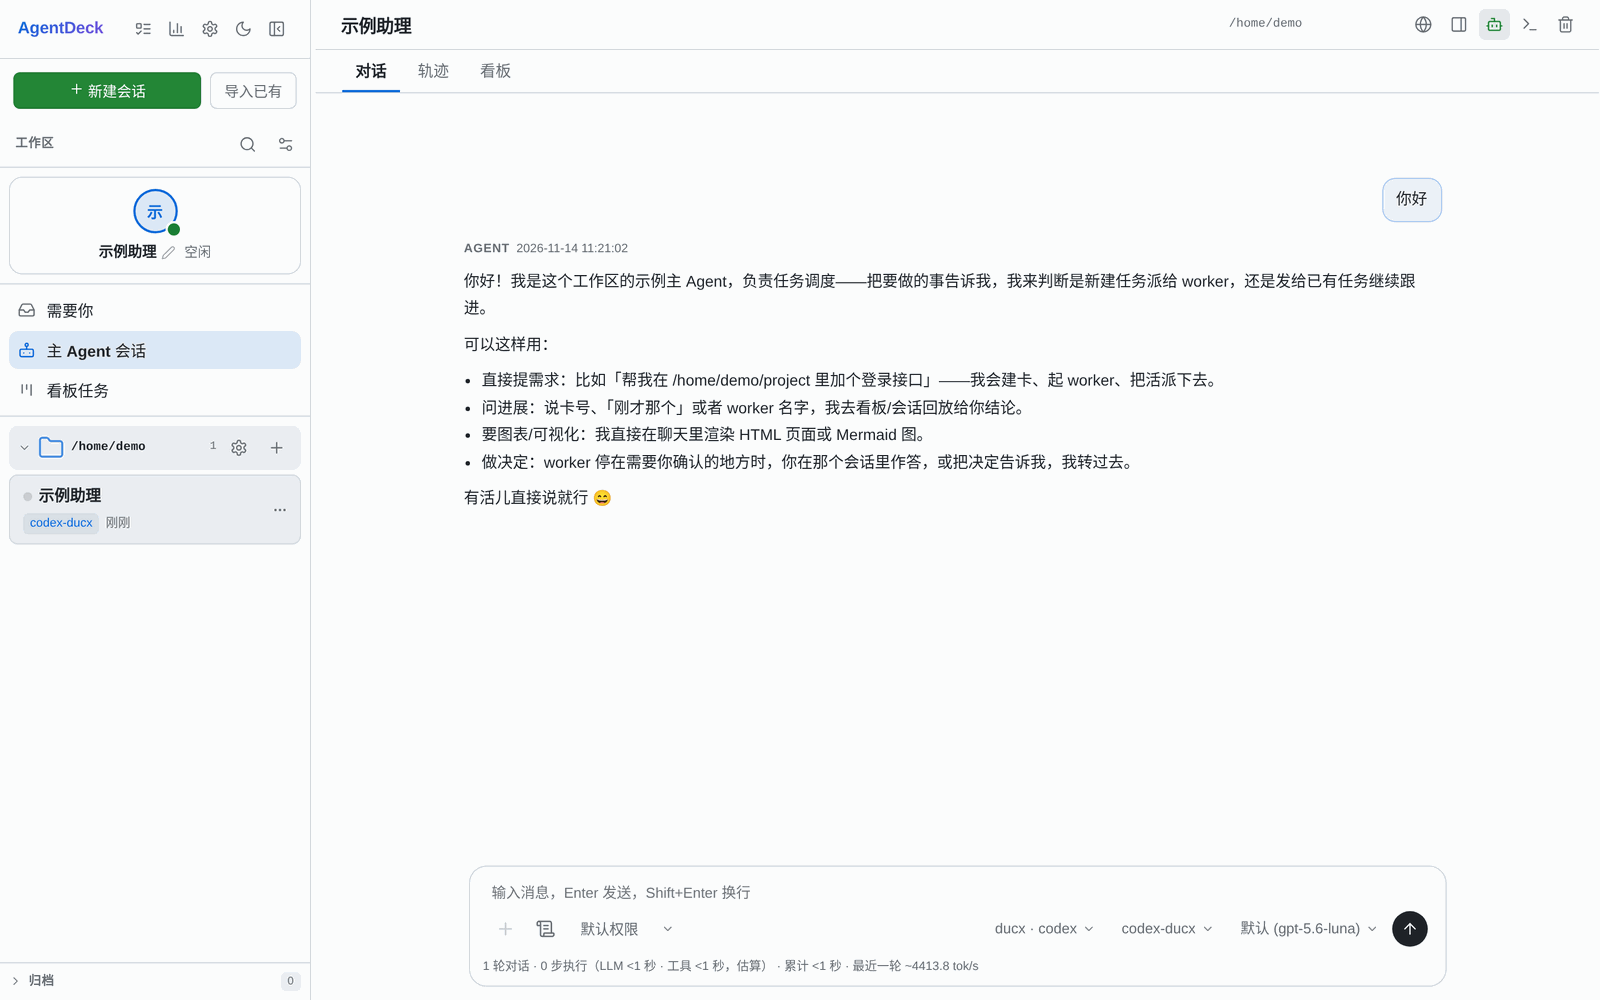 AgentDeck
+ 新建会话
导入已有
工作区
示
示例助理 空闲
需要你
主 Agent 会话
看板任务
/home/demo 1
示例助理
codex-ducx 刚刚
归档 0
示例助理
/home/demo
对话 轨迹 看板
你好
AGENT 2026-11-14 11:21:02
你好！我是这个工作区的示例主 Agent，负责任务调度——把要做的事告诉我，我来判断是新建任务派给 worker，还是发给已有任务继续跟
进。
可以这样用：
• 直接提需求：比如「帮我在 /home/demo/project 里加个登录接口」——我会建卡、起 worker、把活派下去。
• 问进展：说卡号、「刚才那个」或者 worker 名字，我去看板/会话回放给你结论。
• 要图表/可视化：我直接在聊天里渲染 HTML 页面或 Mermaid 图。
• 做决定：worker 停在需要你确认的地方时，你在那个会话里作答，或把决定告诉我，我转过去。
有活儿直接说就行 😄
输入消息，Enter 发送，Shift+Enter 换行
默认权限 ducx · codex codex-ducx 默认 (gpt-5.6-luna)
1 轮对话 · 0 步执行（LLM <1 秒 · 工具 <1 秒，估算） · 累计 <1 秒 · 最近一轮 ~4413.8 tok/s